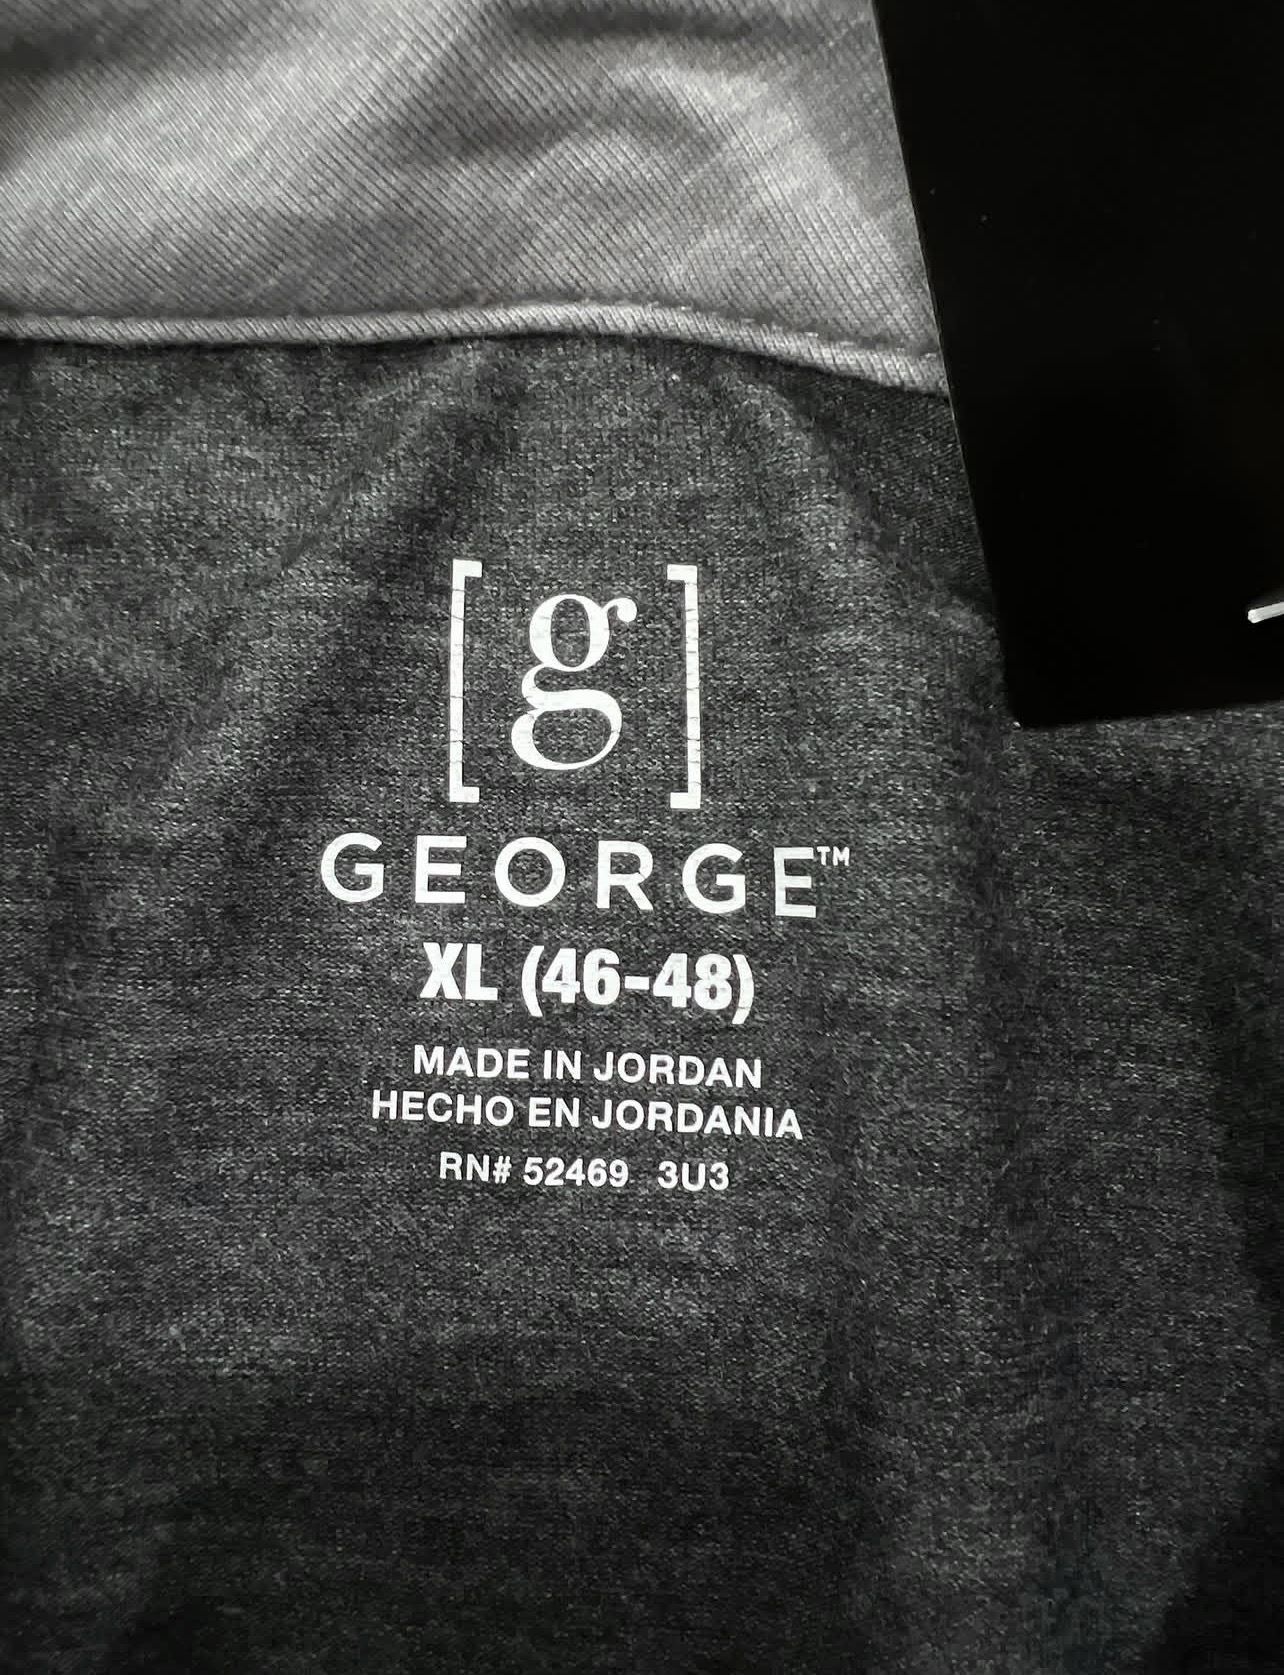 [g]
GEORGE™
XL (46-48)
MADE IN JORDAN
HECHO EN JORDANIA
RN# 52469 3U3